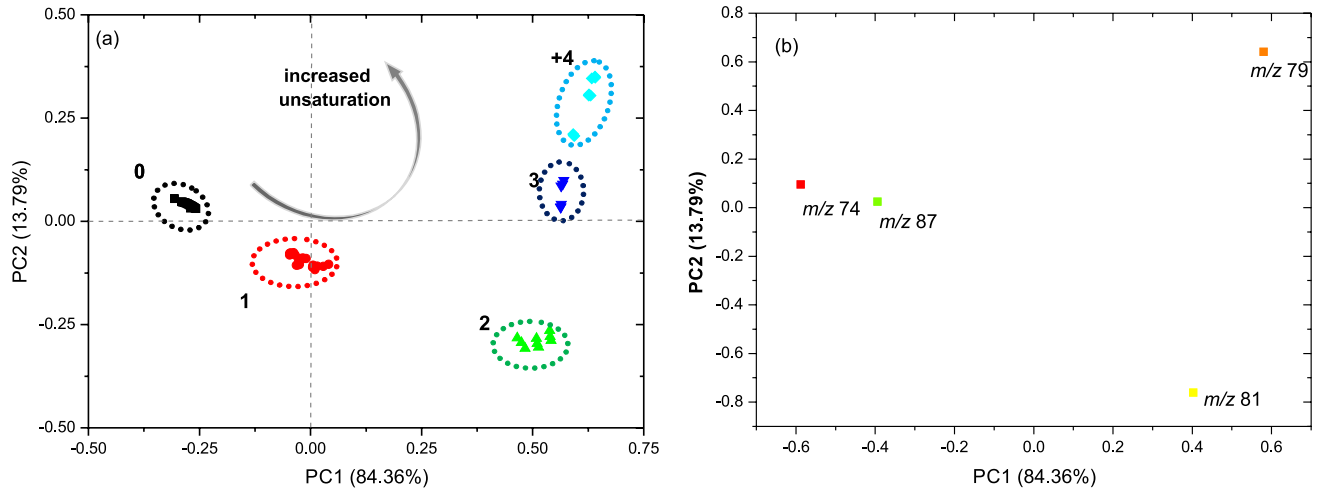 (a)
increased
unsaturation
0
1
2
3
+4
0.50
0.25
0.00
-0.25
-0.50
-0.50
-0.25
0.00
0.25
0.50
0.75
PC2 (13.79%)
PC1 (84.36%)
(b)
m/z 79
m/z 74
m/z 87
m/z 81
0.8
0.6
0.4
0.2
0.0
-0.2
-0.4
-0.6
-0.8
-0.6
-0.4
-0.2
0.0
0.2
0.4
0.6
PC2 (13.79%)
PC1 (84.36%)